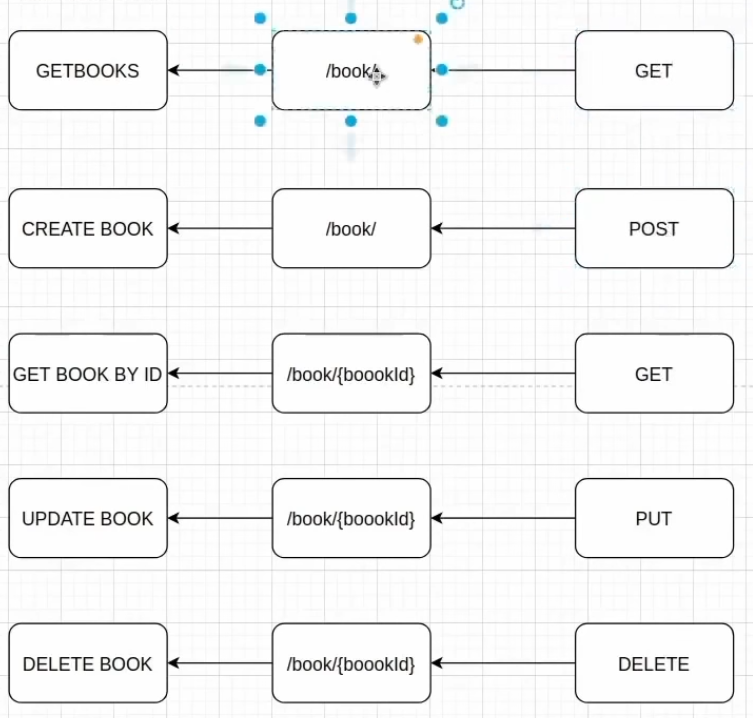 GETBOOKS
/book/
GET
CREATE BOOK
/book/
POST
GET BOOK BY ID
/book/{boookId}
GET
UPDATE BOOK
/book/{boookId}
PUT
DELETE BOOK
/book/{boookId}
DELETE